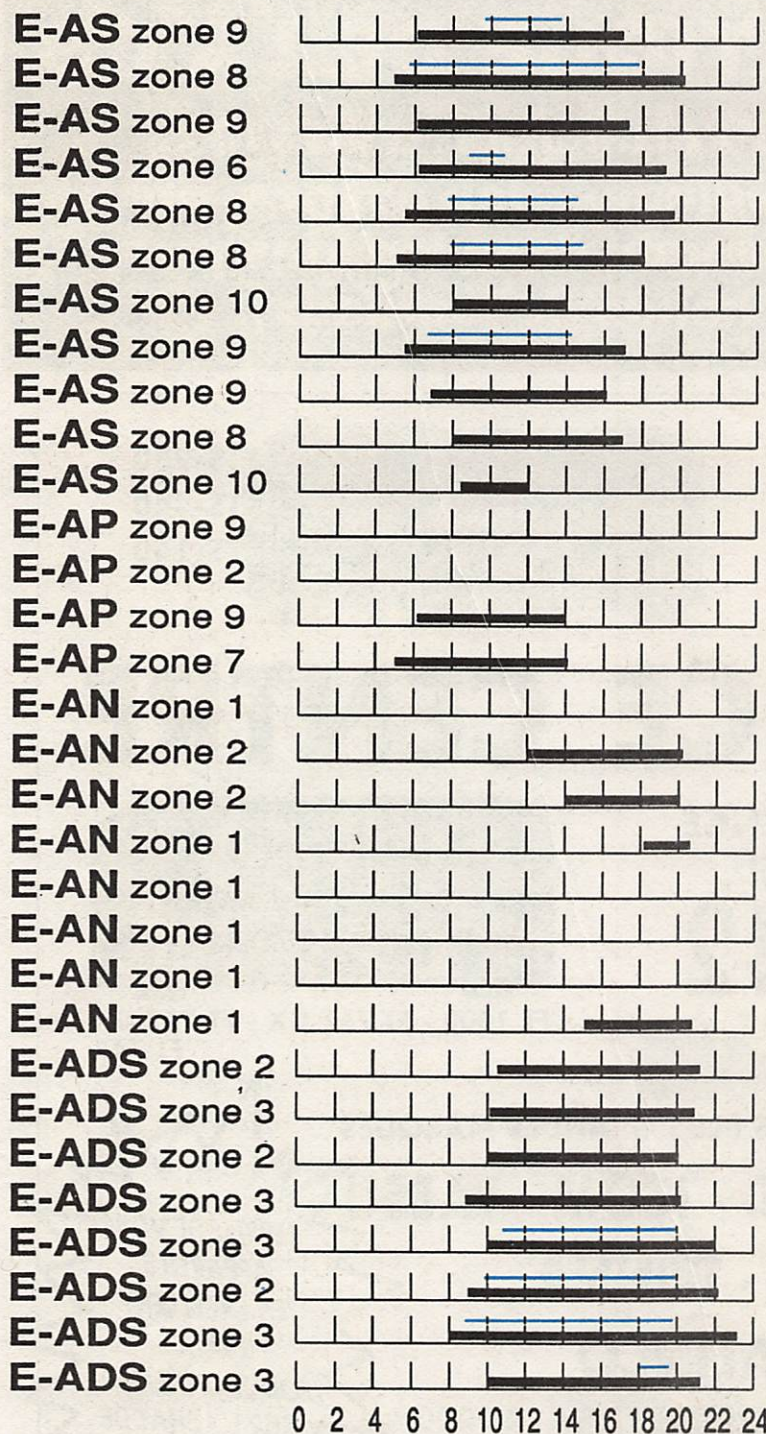 E-AS zone 9
E-AS zone 8
E-AS zone 9
E-AS zone 6
E-AS zone 8
E-AS zone 8
E-AS zone 10
E-AS zone 9
E-AS zone 9
E-AS zone 8
E-AS zone 10
E-AP zone 9
E-AP zone 2
E-AP zone 9
E-AP zone 7
E-AN zone 1
E-AN zone 2
E-AN zone 2
E-AN zone 1
E-AN zone 1
E-AN zone 1
E-AN zone 1
E-AN zone 1
E-ADS zone 2
E-ADS zone 3
E-ADS zone 2
E-ADS zone 3
E-ADS zone 3
E-ADS zone 2
E-ADS zone 3
E-ADS zone 3
0 2 4 6 8 10 12 14 16 18 20 22 24